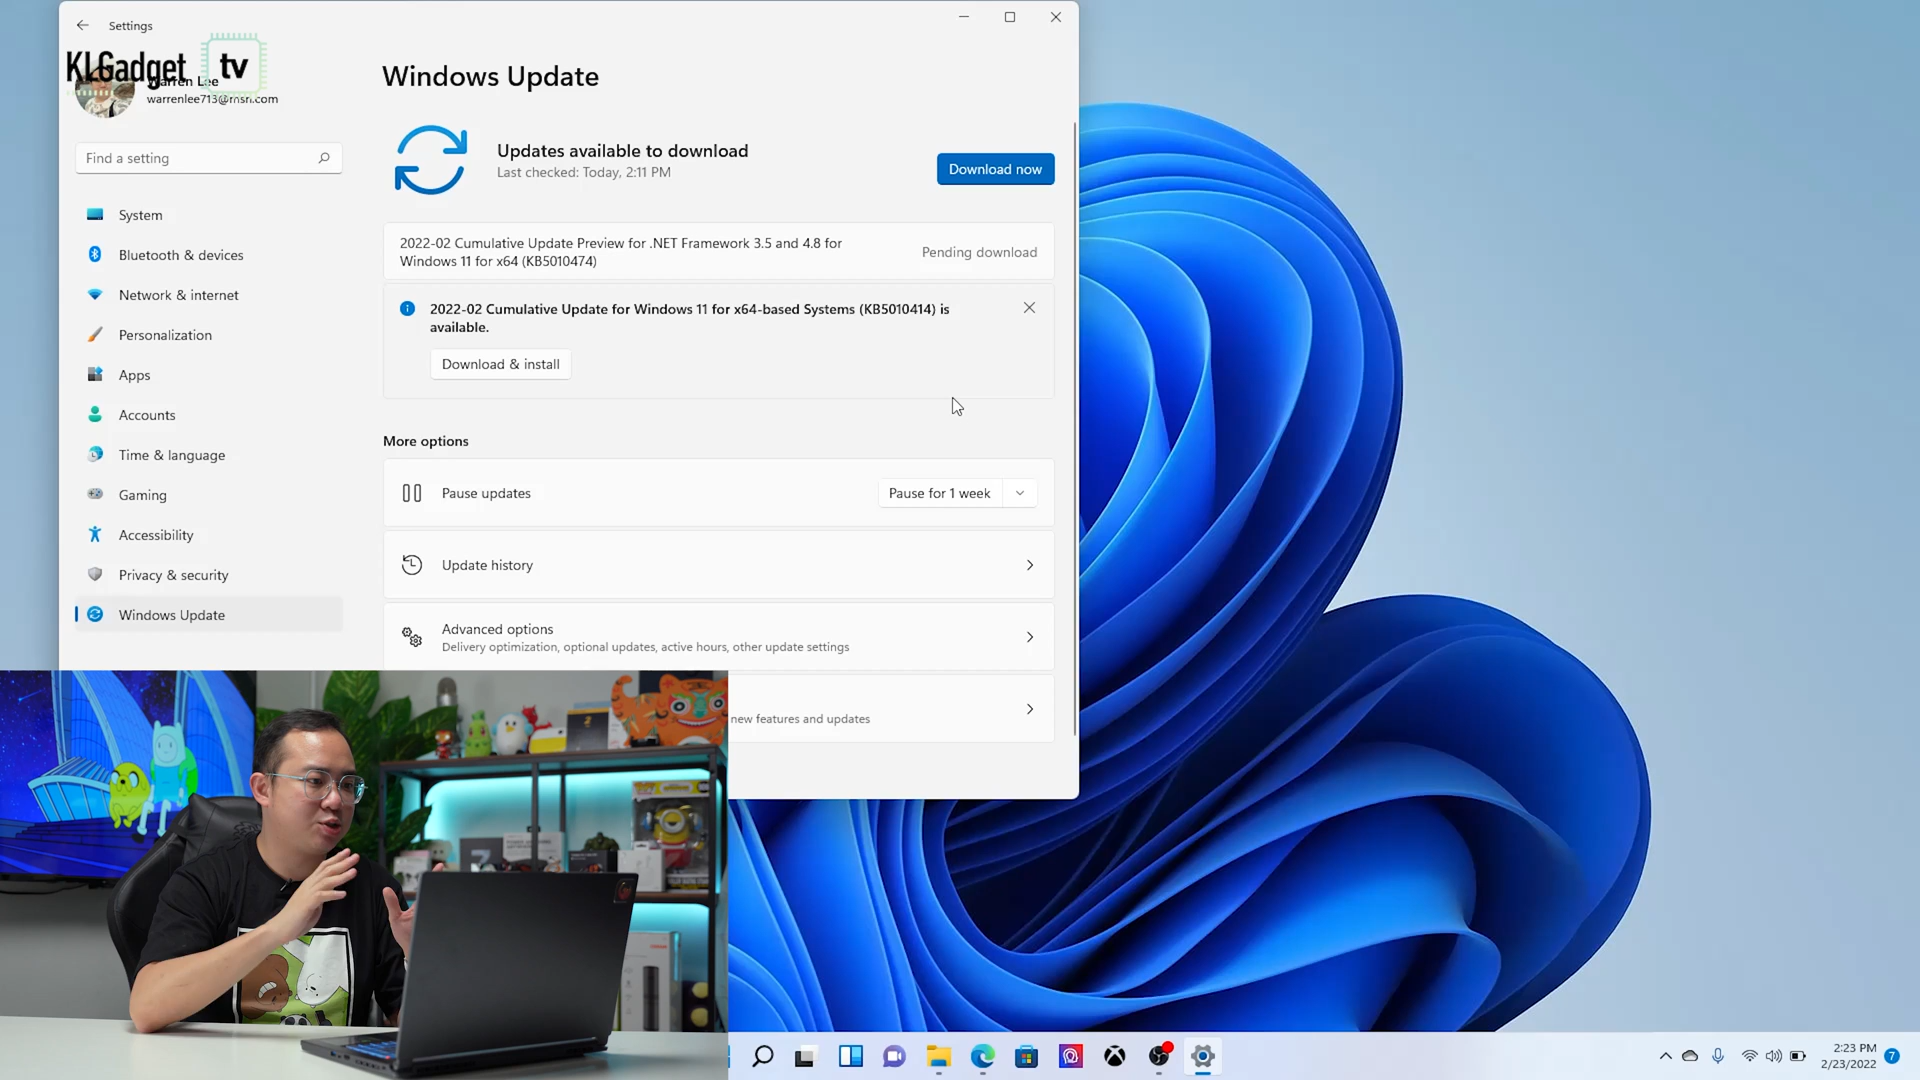 Settings
KLGadget tv
Warren Lee
warrenlee713@msn.com
Find a setting
System
Bluetooth & devices
Network & internet
Personalization
Apps
Accounts
Time & language
Gaming
Accessibility
Privacy & security
Windows Update
Windows Update
Updates available to download
Last checked: Today, 2:11 PM
Download now
2022-02 Cumulative Update Preview for .NET Framework 3.5 and 4.8 for
Windows 11 for x64 (KB5010474)
Pending download
2022-02 Cumulative Update for Windows 11 for x64-based Systems (KB5010414) is
available.
Download & install
More options
Pause updates
Pause for 1 week
Update history
Advanced options
Delivery optimization, optional updates, active hours, other update settings
new features and updates
2:23 PM
2/23/2022
7